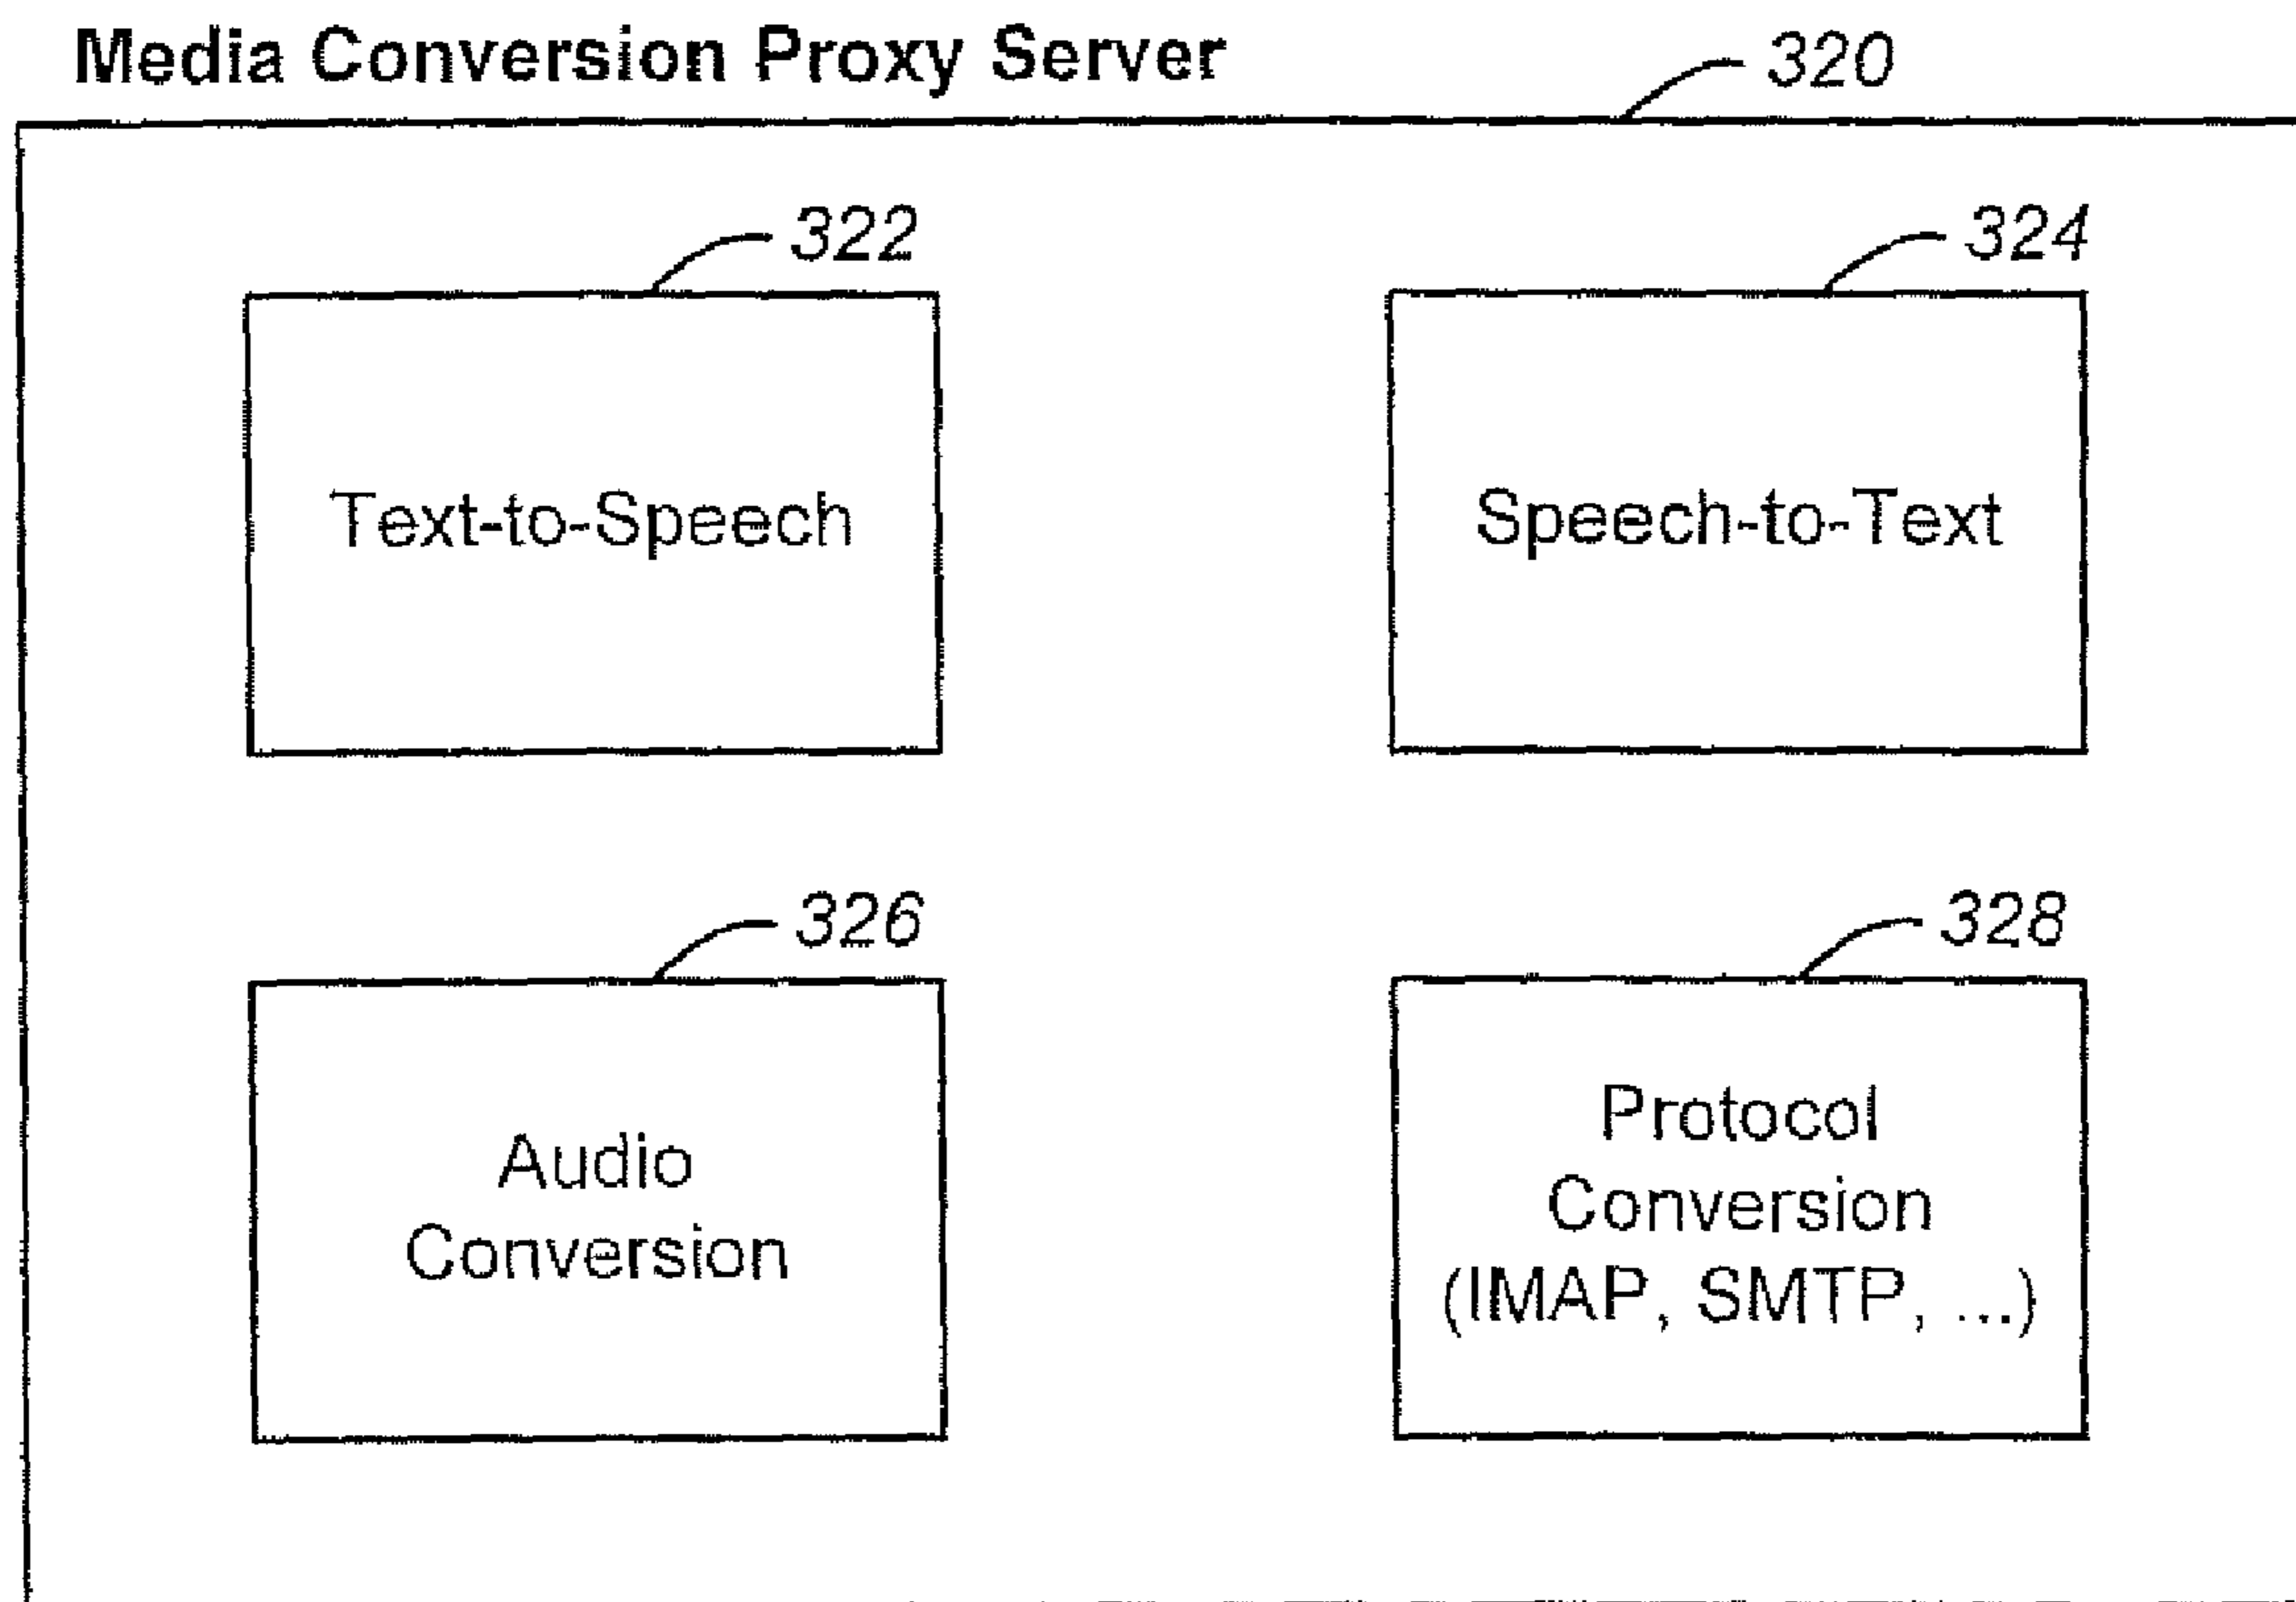 Media Conversion Proxy Server
320
322
324
Text-to-Speech
Speech-to-Text
326
328
Audio
Conversion
Protocol
Conversion
(IMAP, SMTP, ...)